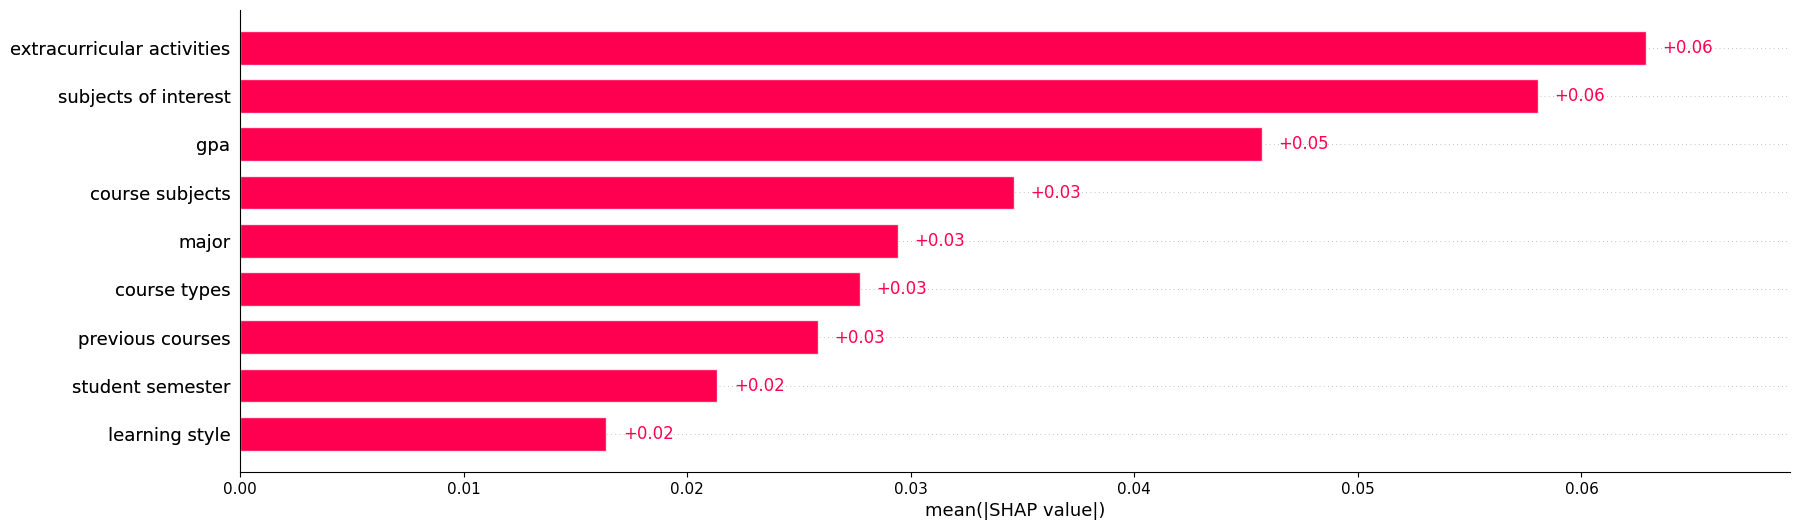 extracurricular activities +0.06
subjects of interest +0.06
gpa +0.05
course subjects +0.03
major +0.03
course types +0.03
previous courses +0.03
student semester +0.02
learning style +0.02
0.00 0.01 0.02 0.03 0.04 0.05 0.06
mean(|SHAP value|)